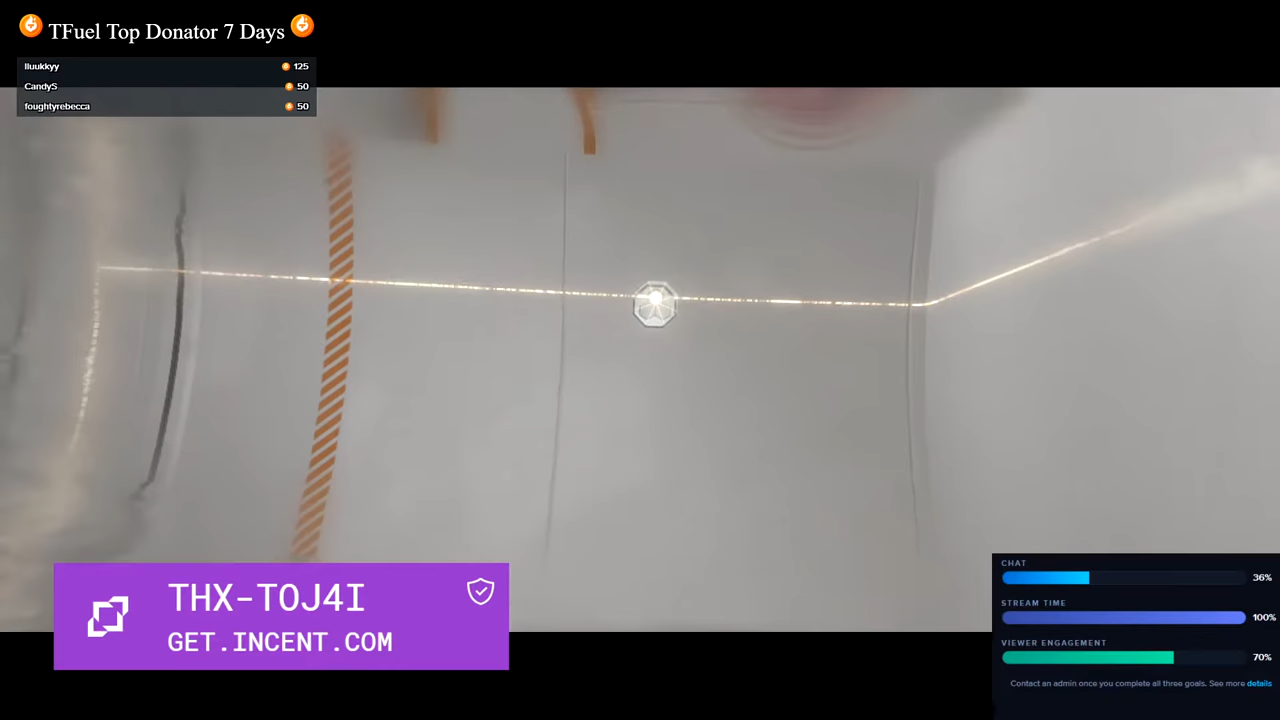 TFuel Top Donator 7 Days
lluukkyy 125
CandyS 50
foughtyrebecca 50
THX-TOJ4I
GET.INCENT.COM
CHAT
36%
STREAM TIME
100%
VIEWER ENGAGEMENT
70%
Contact an admin once you complete all three goals. See more details